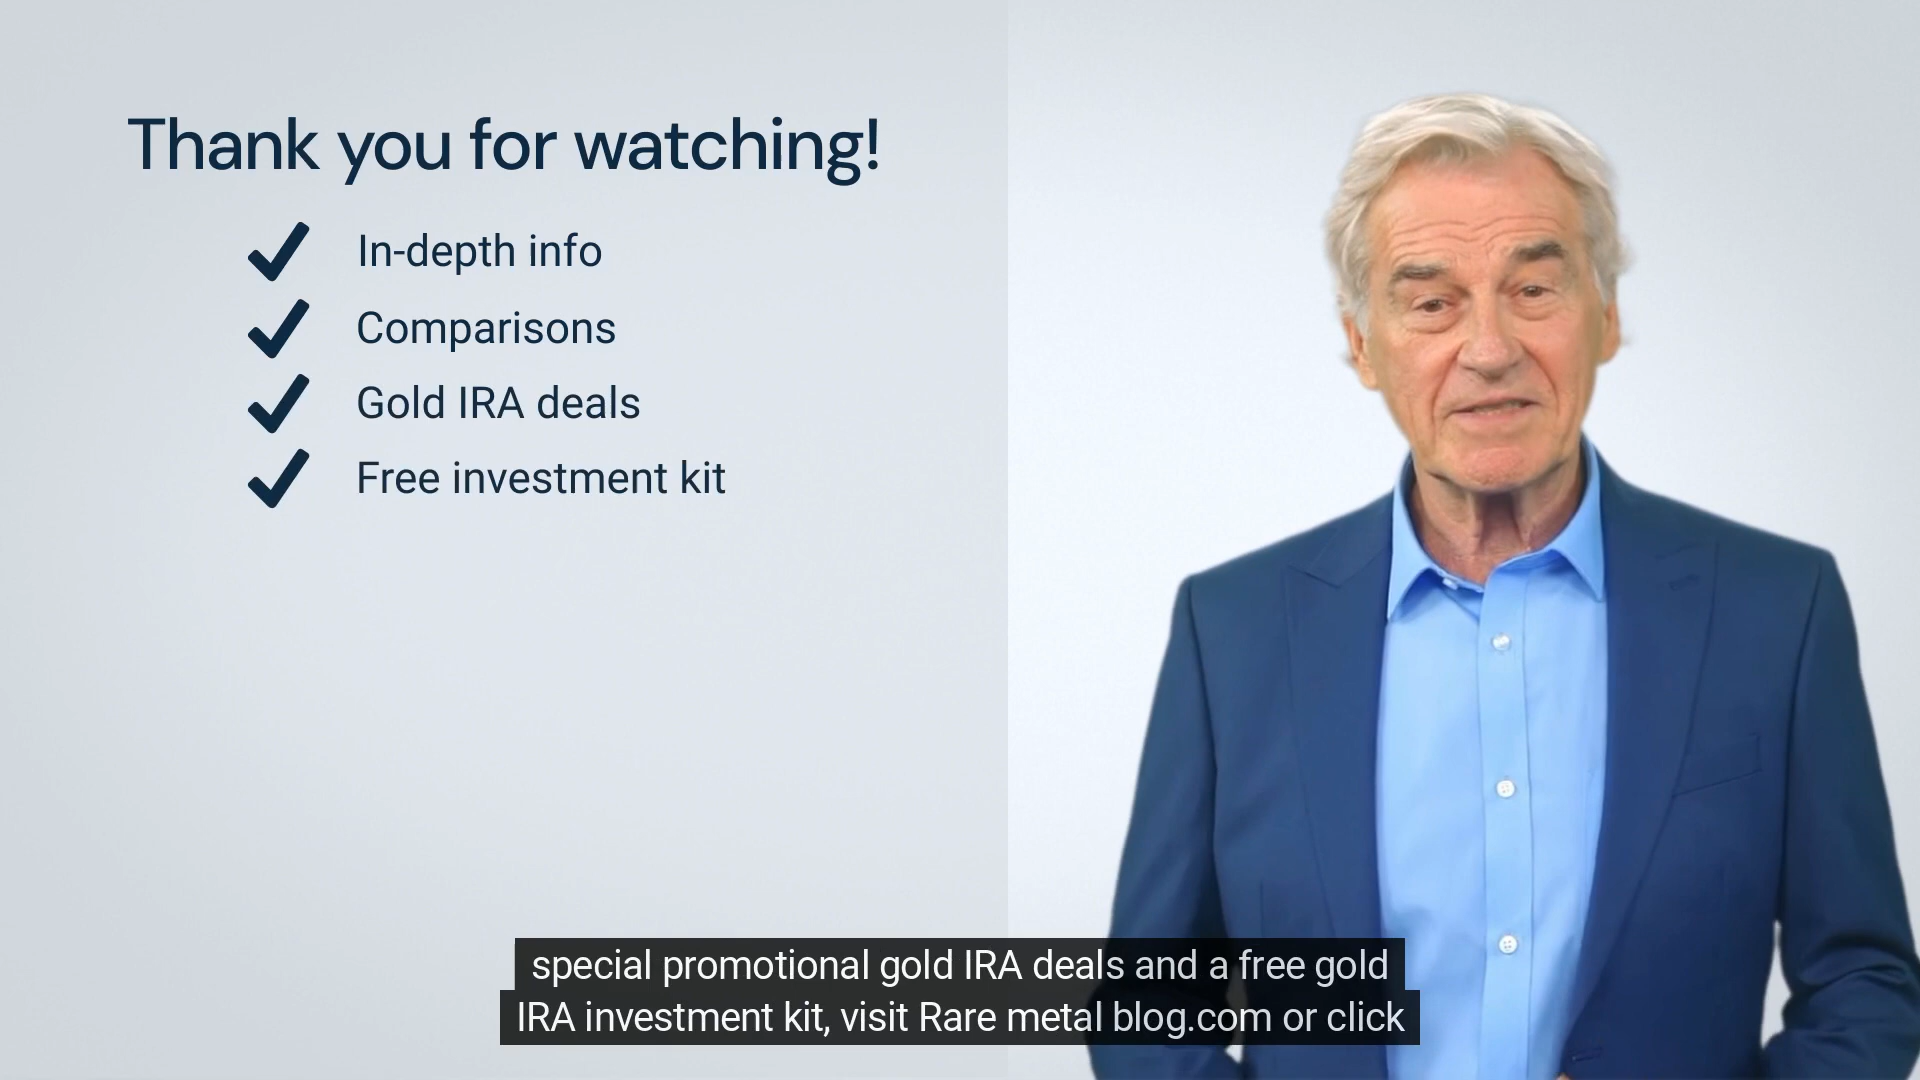 Thank you for watching!
In-depth info
Comparisons
Gold IRA deals
Free investment kit
special promotional gold IRA deals and a free gold
IRA investment kit, visit Rare metal blog.com or click